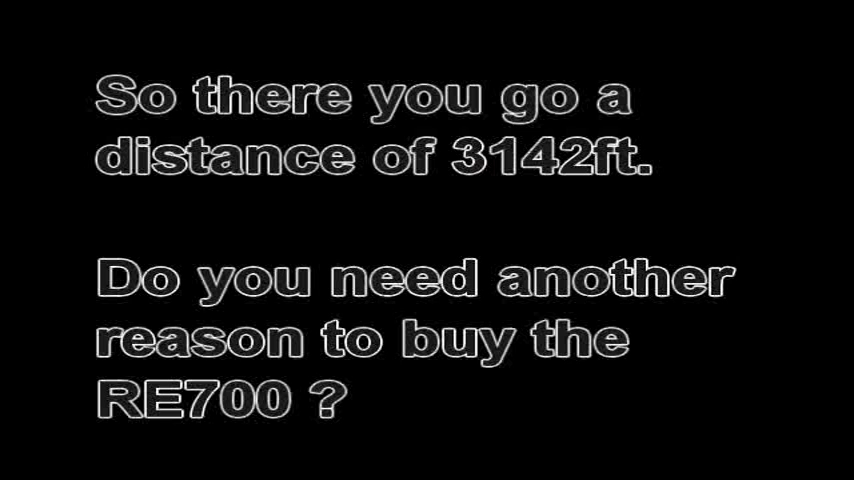 So there you go a
distance of 3142ft.
Do you need another
reason to buy the
RE700 ?